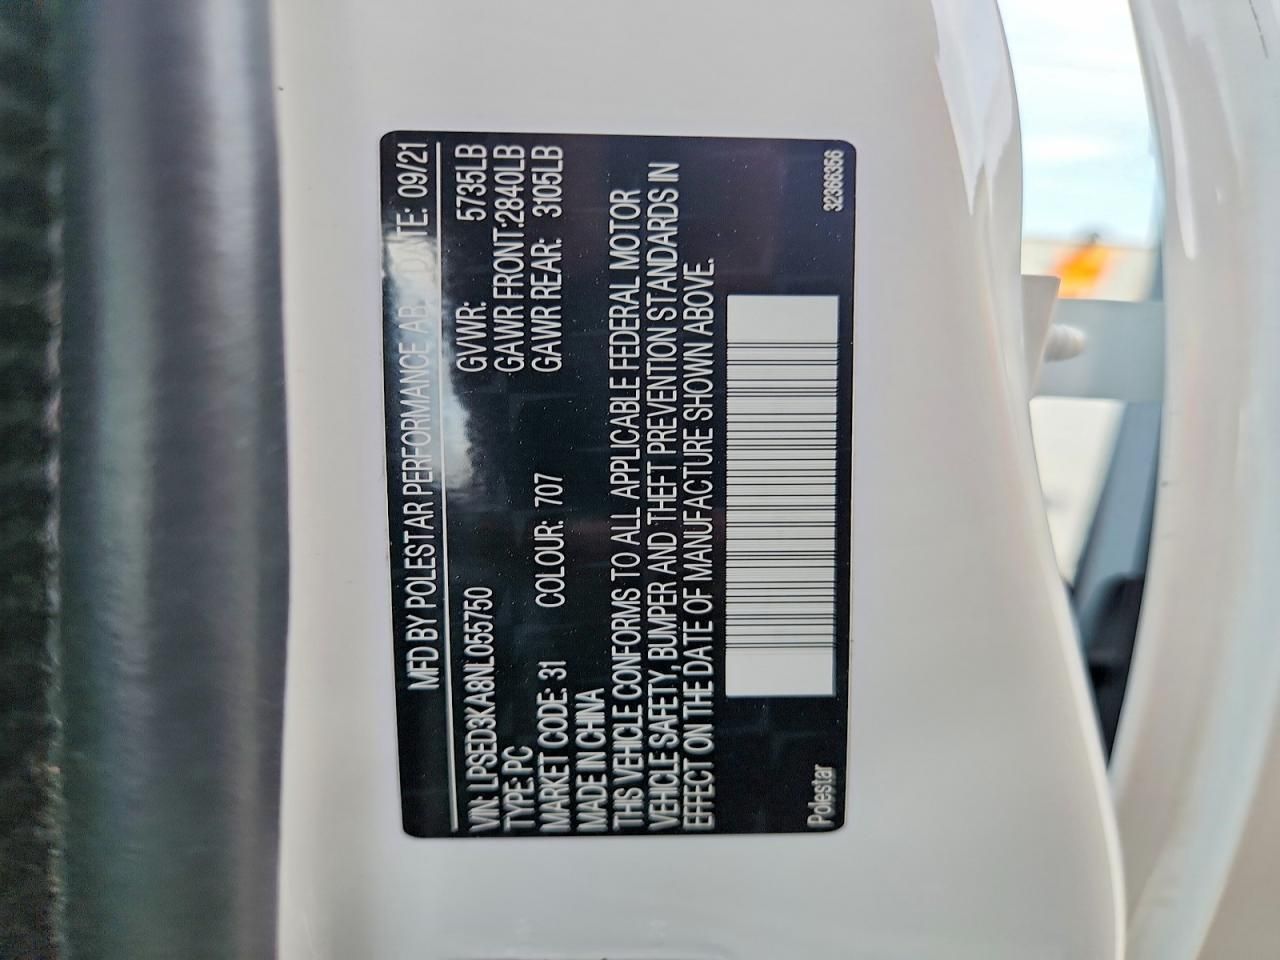 MFD BY POLESTAR PERFORMANCE AB. DATE: 09/21
VIN: LPSED3KA8NL055750 GVWR: 5735LB
TYPE: PC GAWR FRONT:2840LB
MARKET CODE: 31 COLOUR: 707 GAWR REAR: 3105LB
MADE IN CHINA
THIS VEHICLE CONFORMS TO ALL APPLICABLE FEDERAL MOTOR
VEHICLE SAFETY, BUMPER AND THEFT PREVENTION STANDARDS IN
EFFECT ON THE DATE OF MANUFACTURE SHOWN ABOVE.
Polestar 32366356